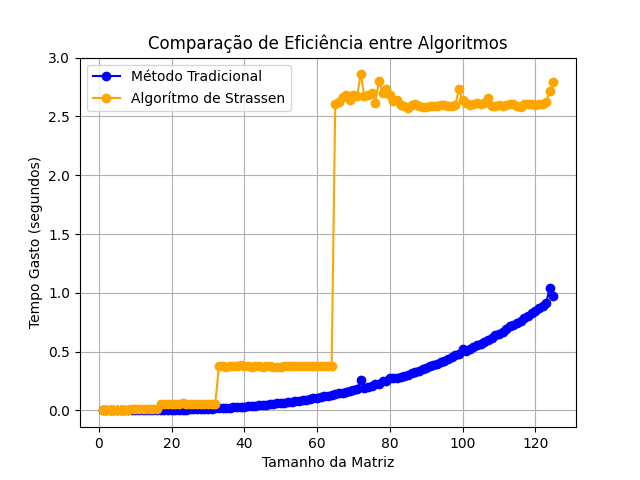 Comparação de Eficiência entre Algoritmos
Método Tradicional
Algorítmo de Strassen
Tempo Gasto (segundos)
3.0
2.5
2.0
1.5
1.0
0.5
0.0
0 20 40 60 80 100 120
Tamanho da Matriz